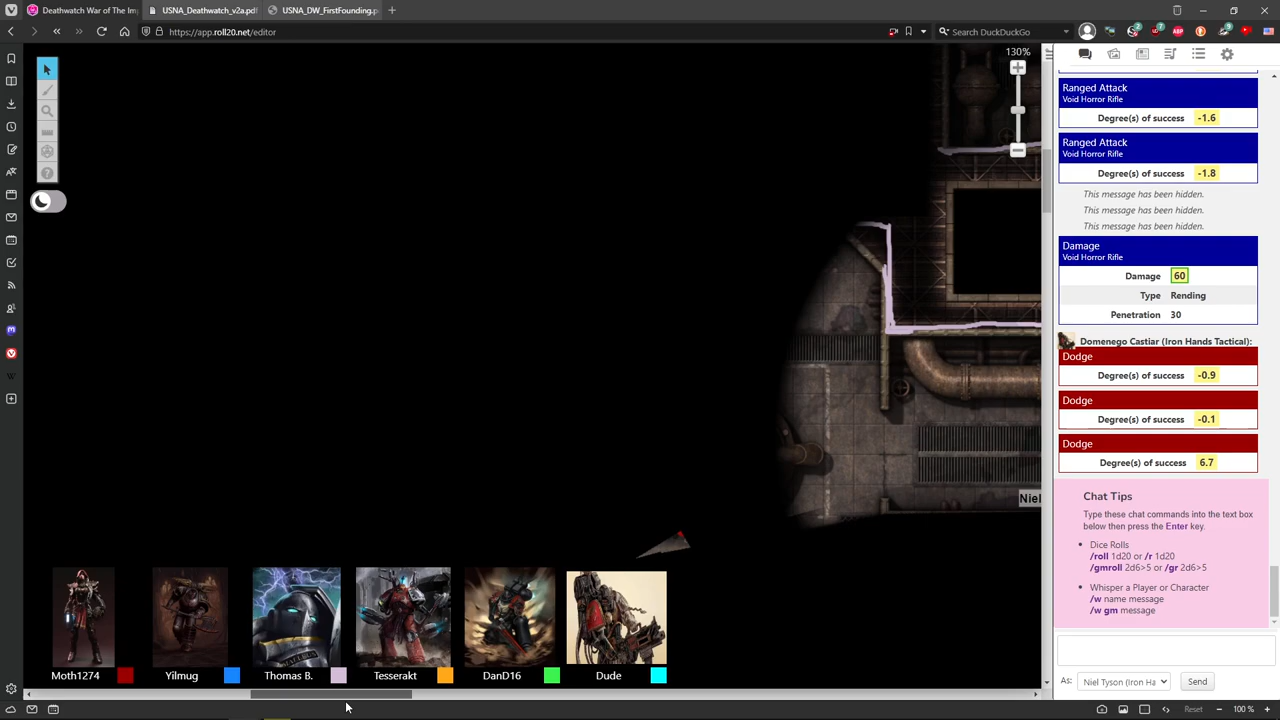 Deathwatch War of The Imp
USNA_Deathwatch_v2a.pdf
USNA_DW_FirstFounding.p
https://app.roll20.net/editor
Search DuckDuckGo
130%
Ranged Attack
Void Horror Rifle
Degree(s) of success -1.6
Ranged Attack
Void Horror Rifle
Degree(s) of success -1.8
This message has been hidden.
This message has been hidden.
This message has been hidden.
Damage
Void Horror Rifle
Damage 60
Type Rending
Penetration 30
Domenego Castiar (Iron Hands Tactical):
Dodge
Degree(s) of success -0.9
Dodge
Degree(s) of success -0.1
Dodge
Degree(s) of success 6.7
Chat Tips
Type these chat commands into the text box
below then press the Enter key.
Dice Rolls
/roll 1d20 or /r 1d20
/gmroll 2d6>5 or /gr 2d6>5
Whisper a Player or Character
/w name message
/w gm message
Niel
Moth1274
Yilmug
Thomas B.
Tesserakt
DanD16
Dude
As: Niel Tyson (Iron Ha
Send
Reset
100 %